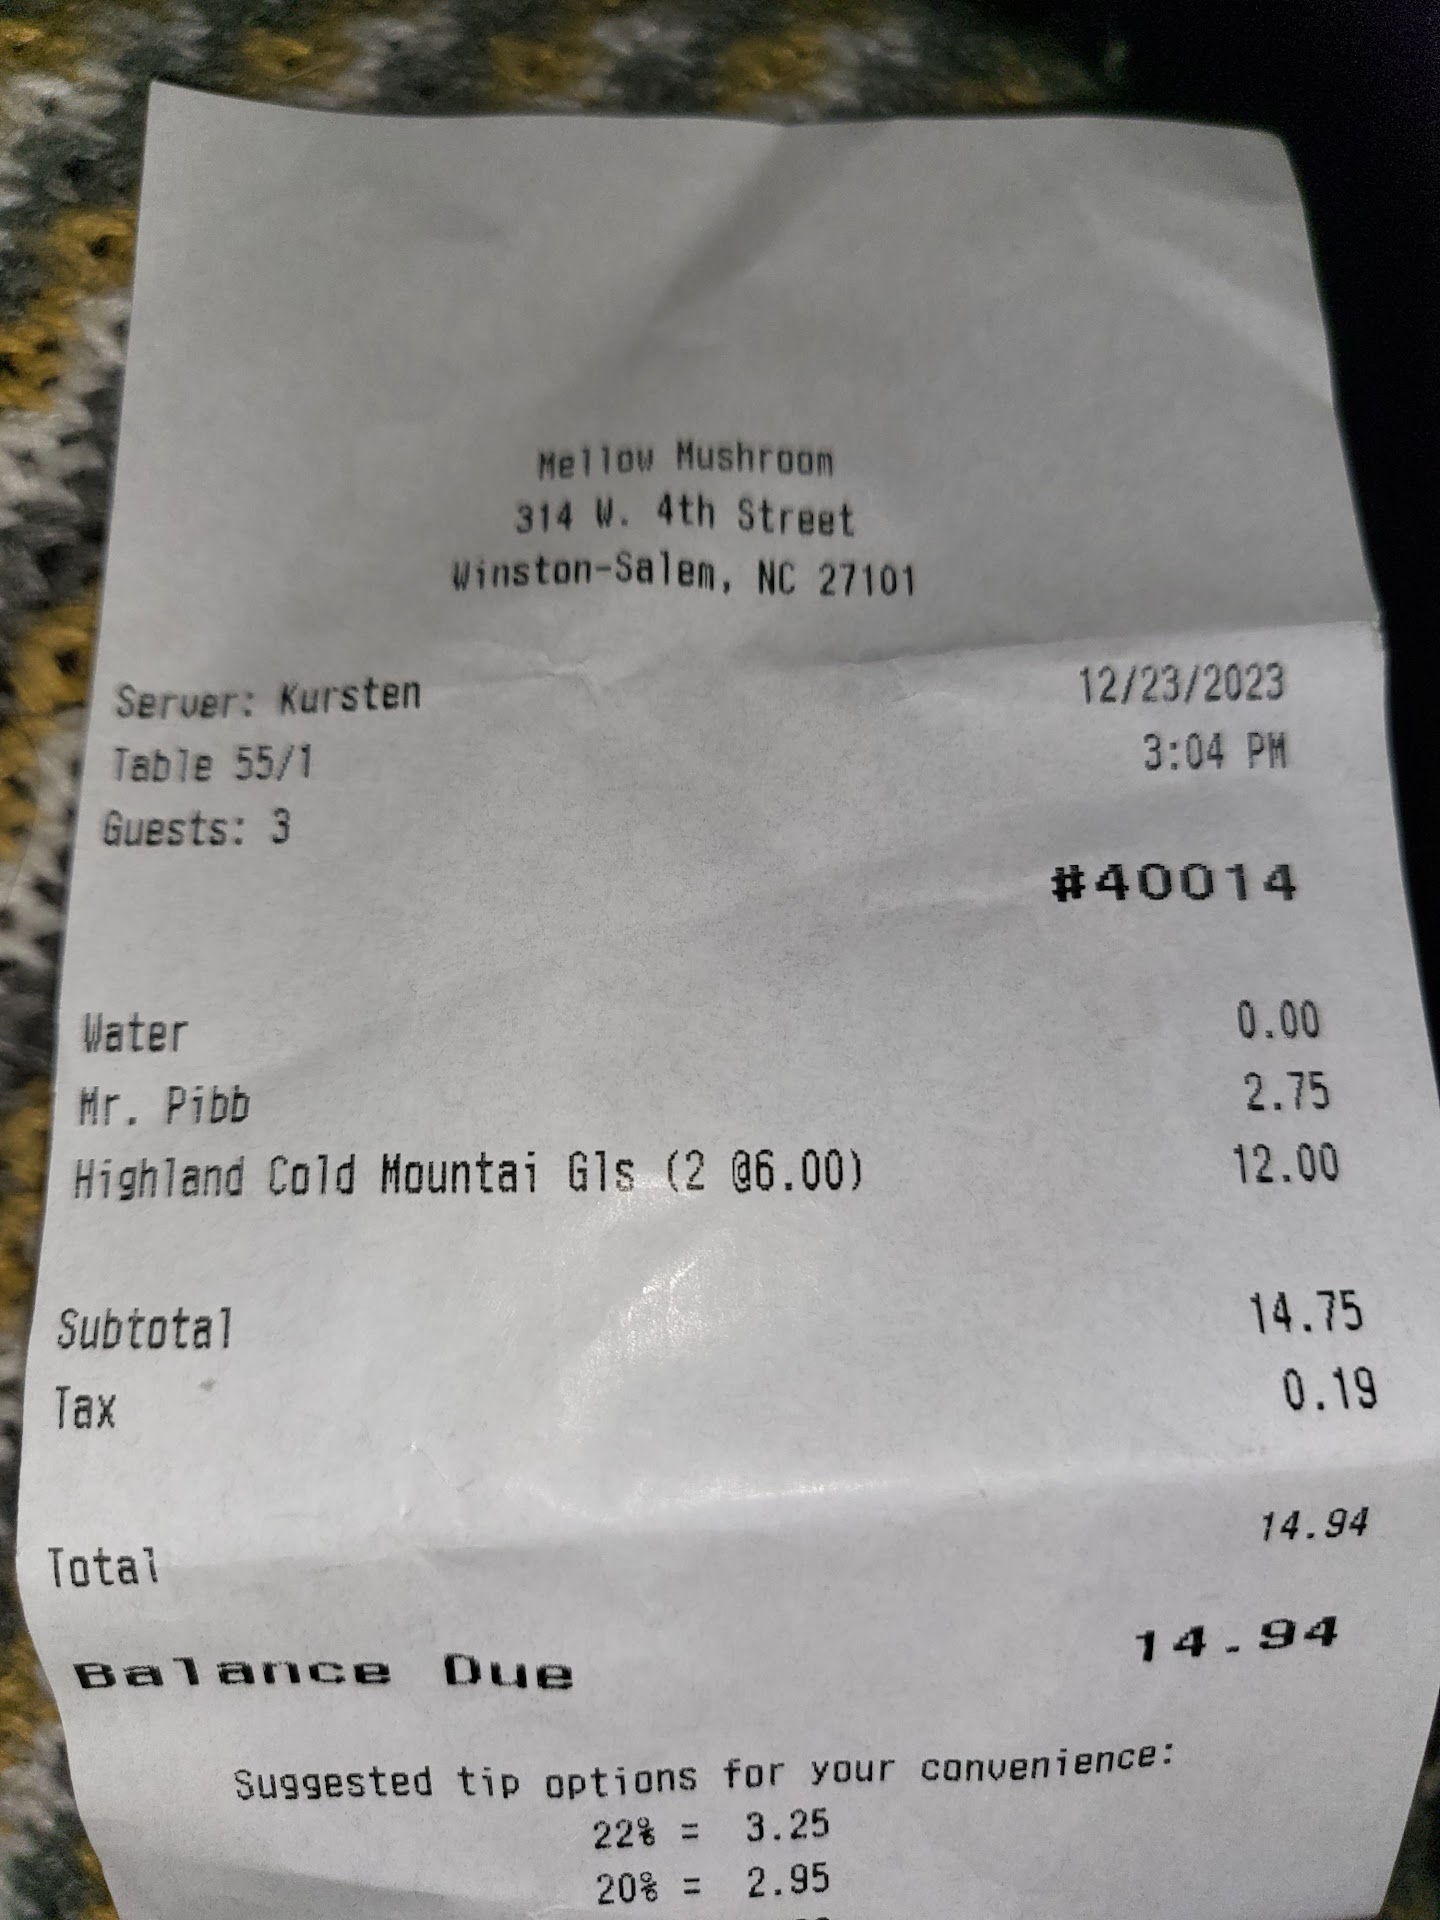 Mellow Mushroom
314 W. 4th Street
Winston-Salem, NC 27101
Server: Kursten 12/23/2023
Table 55/1 3:04 PM
Guests: 3
#40014
Water 0.00
Mr. Pibb 2.75
Highland Cold Mountai Gls (2 @6.00) 12.00
Subtotal 14.75
Tax 0.19
Total 14.94
Balance Due 14.94
Suggested tip options for your convenience:
22% = 3.25
20% = 2.95